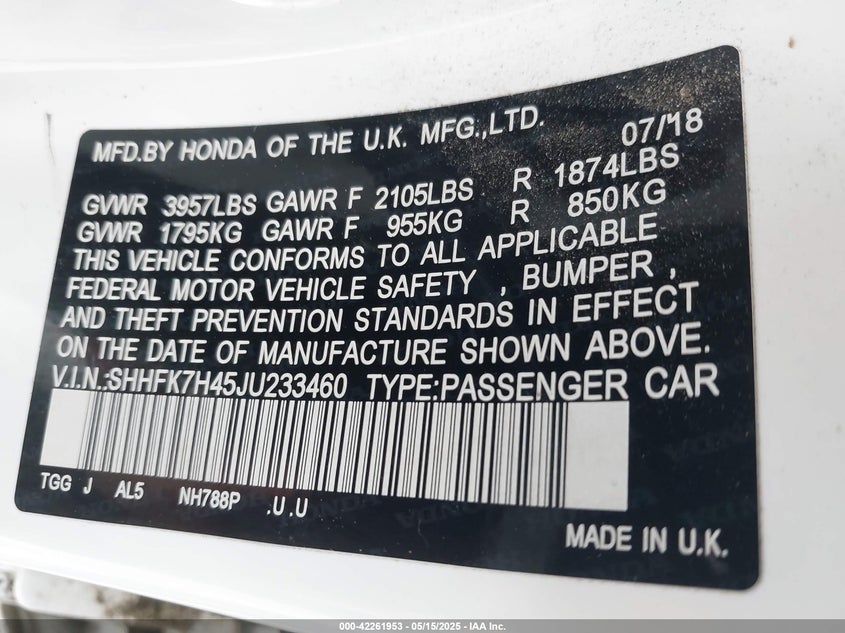 MFD.BY HONDA OF THE U.K. MFG.,LTD. 07/18
GVWR 3957LBS GAWR F 2105LBS R 1874LBS
GVWR 1795KG GAWR F 955KG R 850KG
THIS VEHICLE CONFORMS TO ALL APPLICABLE
FEDERAL MOTOR VEHICLE SAFETY , BUMPER ,
AND THEFT PREVENTION STANDARDS IN EFFECT
ON THE DATE OF MANUFACTURE SHOWN ABOVE.
V.I.N.:SHHFK7H45JU233460 TYPE:PASSENGER CAR
TGG J AL5 NH788P .U .U
MADE IN U.K.
000-42261953 - 05/15/2025 - IAA Inc.